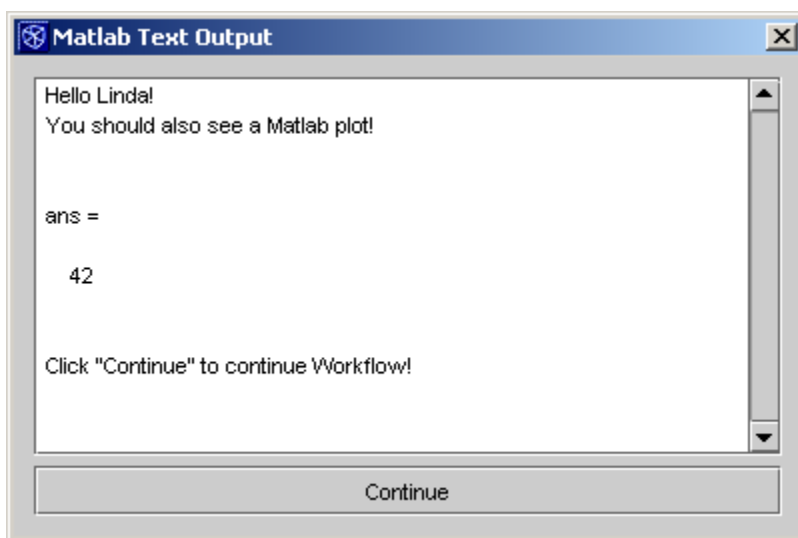 Matlab Text Output
Hello Linda!
You should also see a Matlab plot!
ans =
42
Click "Continue" to continue Workflow!
Continue